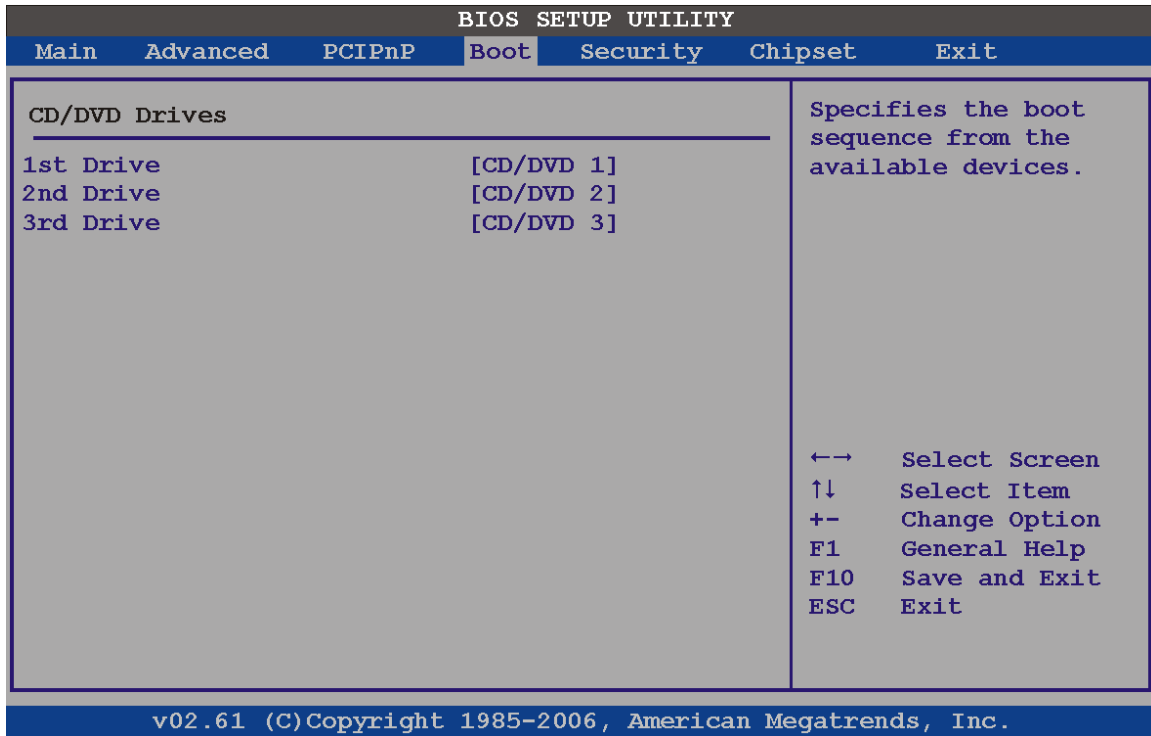 BIOS SETUP UTILITY
Main Advanced PCIPnP Boot Security Chipset Exit
CD/DVD Drives
1st Drive [CD/DVD 1]
2nd Drive [CD/DVD 2]
3rd Drive [CD/DVD 3]
Specifies the boot
sequence from the
available devices.
←→ Select Screen
↑↓ Select Item
+- Change Option
F1 General Help
F10 Save and Exit
ESC Exit
v02.61 (C)Copyright 1985-2006, American Megatrends, Inc.